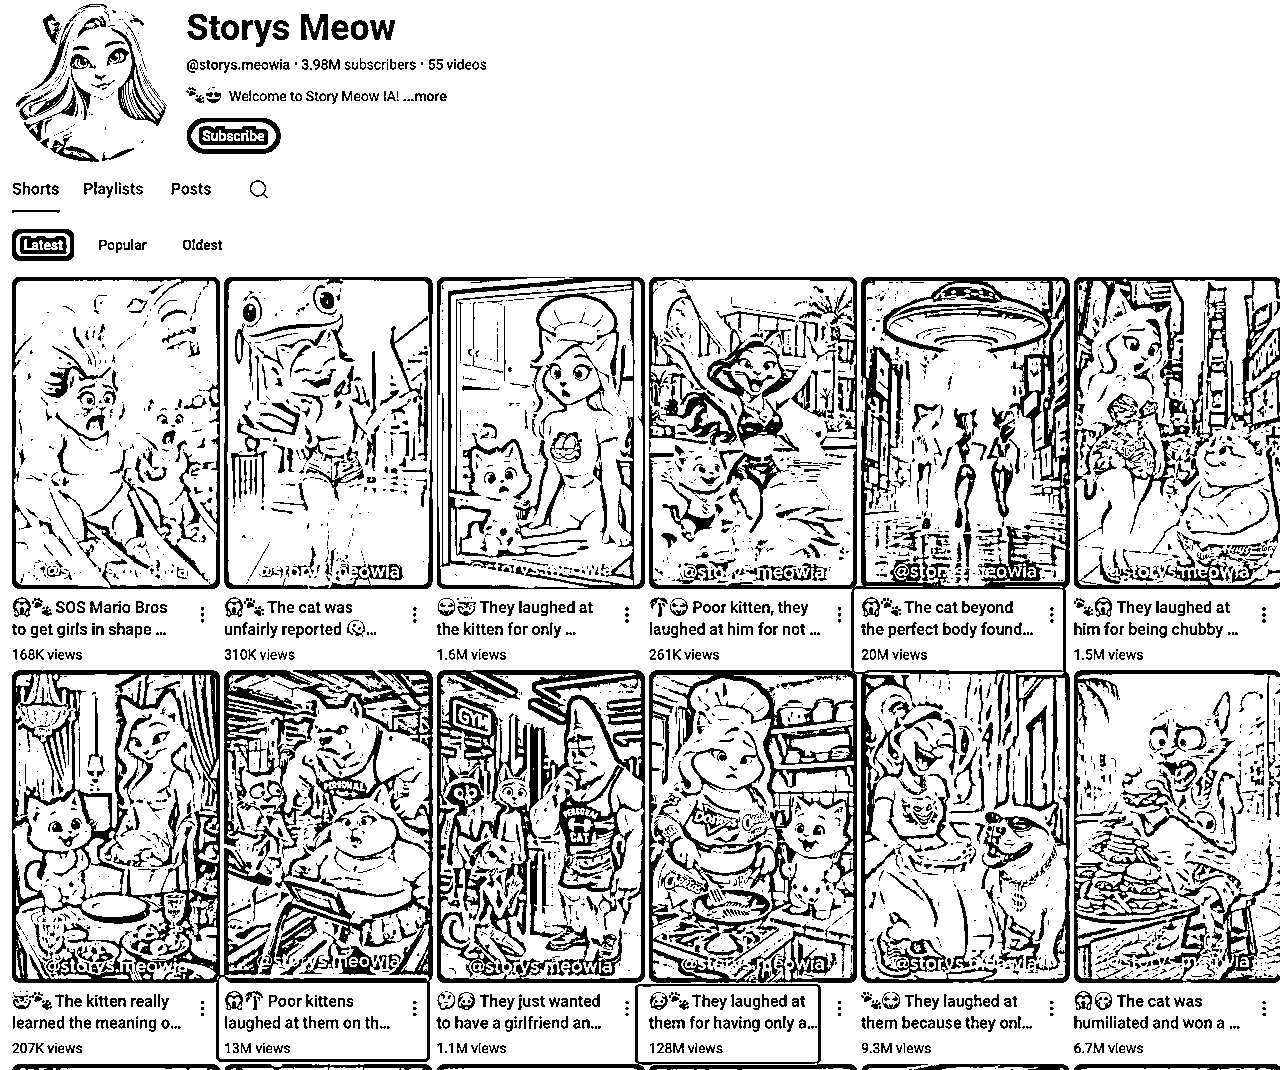 Storys Meow
@storys.meowia · 3.98M subscribers · 55 videos
🐾😎 Welcome to Story Meow IA! ...more
Subscribe
Shorts Playlists Posts
Latest Popular Oldest
@storys.meowia
@storys.meowia
@storys.meowia
@storys.meowia
@storys.meowia
@storys.meowia
SOS Mario Bros
to get girls in shape ...
168K views
The cat was
unfairly reported ...
310K views
They laughed at
the kitten for only ...
1.6M views
Poor kitten, they
laughed at him for not ...
261K views
The cat beyond
the perfect body found...
20M views
They laughed at
him for being chubby ...
1.5M views
GYM
@storys.meowia
@storys.meowia
@storys.meowia
@storys.meowia
@storys.meowia
@storys.meowia
The kitten really
learned the meaning o...
207K views
Poor kittens
laughed at them on th...
13M views
They just wanted
to have a girlfriend an...
1.1M views
They laughed at
them for having only a...
128M views
They laughed at
them because they onl...
9.3M views
The cat was
humiliated and won a ...
6.7M views